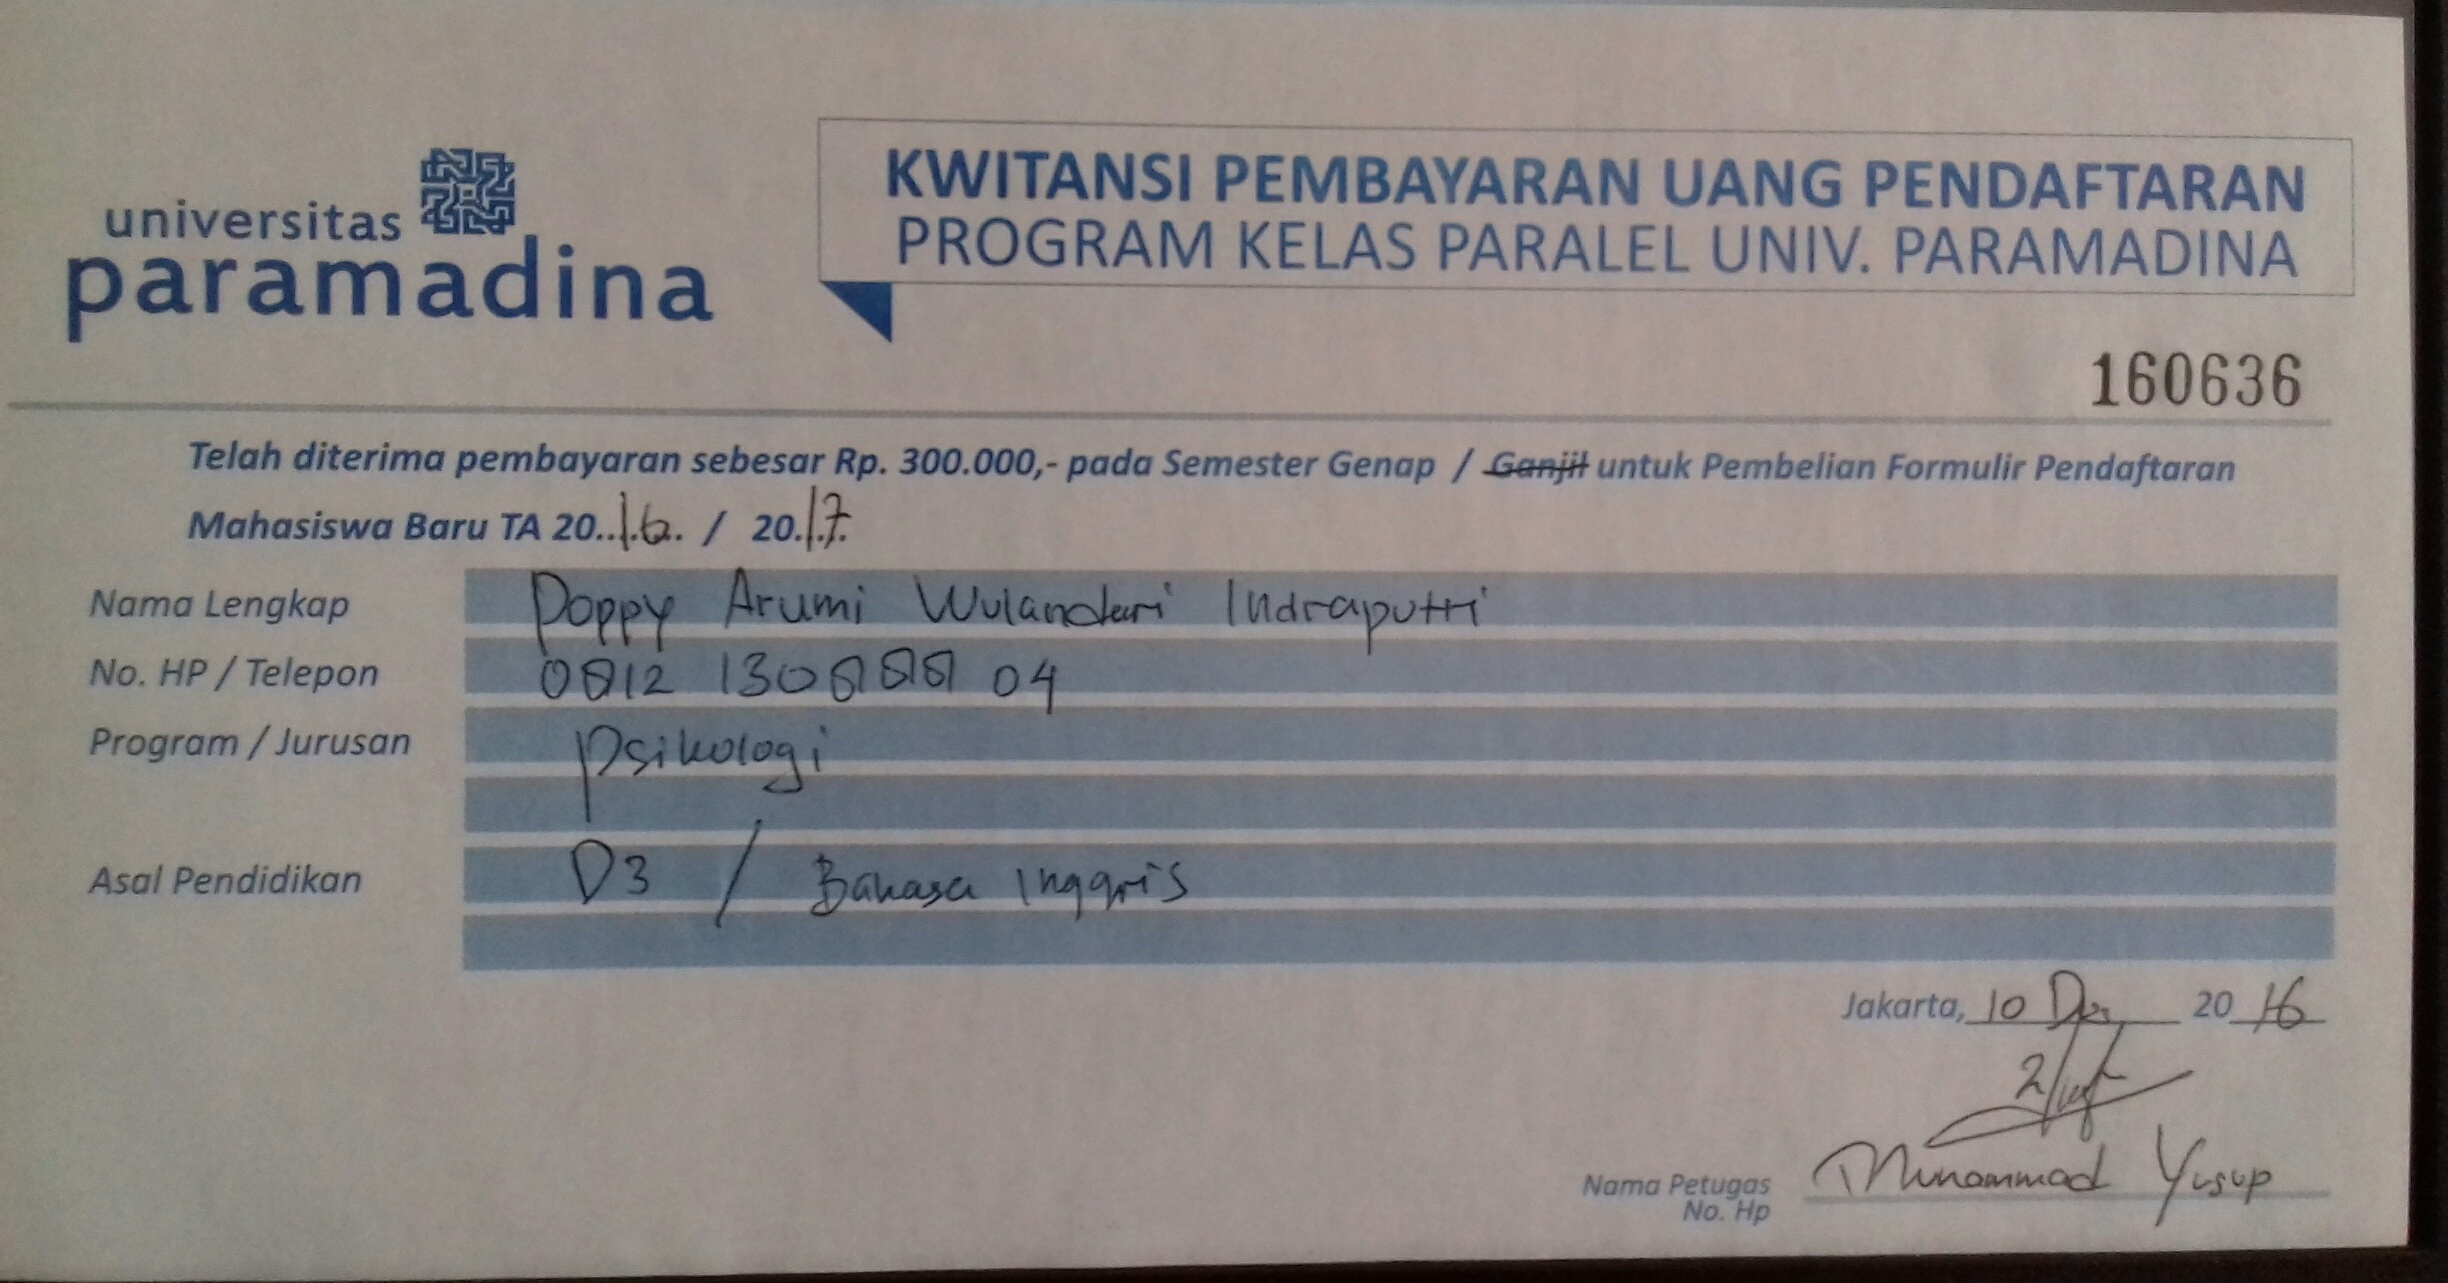 universitas
paramadina
KWITANSI PEMBAYARAN UANG PENDAFTARAN
PROGRAM KELAS PARALEL UNIV. PARAMADINA
160636
Telah diterima pembayaran sebesar Rp. 300.000,- pada Semester Genap / Ganjil untuk Pembelian Formulir Pendaftaran
Mahasiswa Baru TA 20..16. / 20.17.
Nama Lengkap Poppy Arumi Wulandari Indraputri
No. HP / Telepon 0812 1308888 04
Program / Jurusan Psikologi
Asal Pendidikan D3 / Bahasa Inggris
Jakarta, 10 Des 2016
Nama Petugas Muhammad Yusup
No. Hp